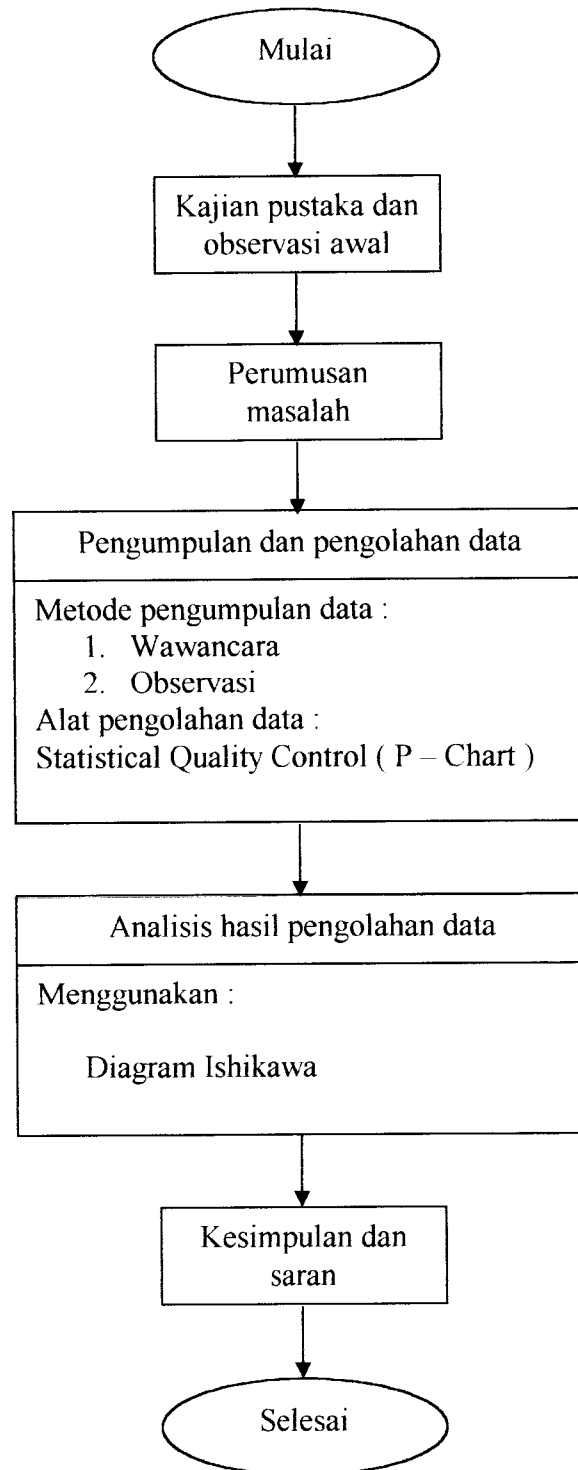 Mulai
Kajian pustaka dan
observasi awal
Perumusan
masalah
Pengumpulan dan pengolahan data
Metode pengumpulan data :
1. Wawancara
2. Observasi
Alat pengolahan data :
Statistical Quality Control ( P – Chart )
Analisis hasil pengolahan data
Menggunakan :
Diagram Ishikawa
Kesimpulan dan
saran
Selesai